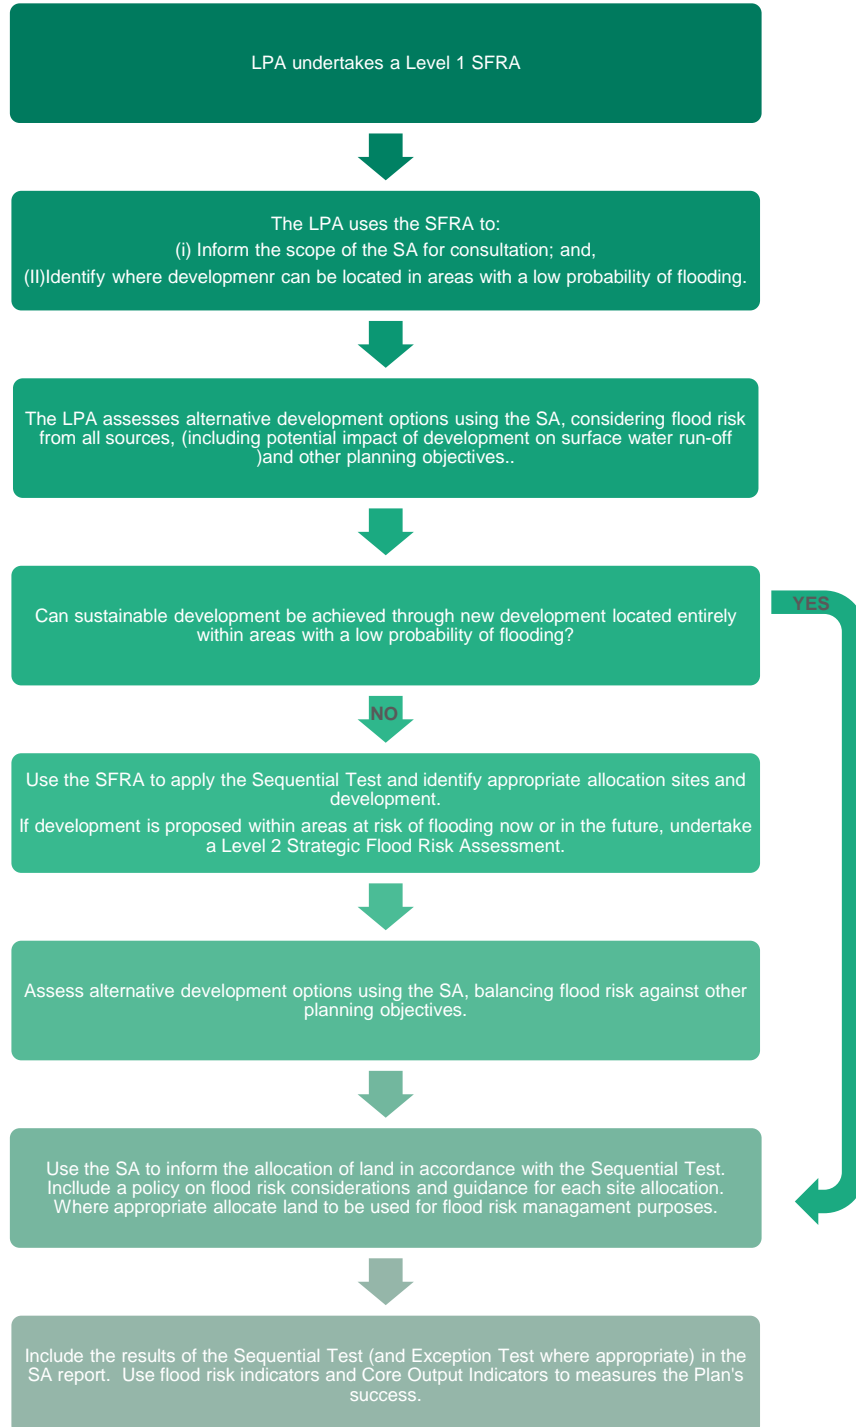 LPA undertakes a Level 1 SFRA
The LPA uses the SFRA to:
(i) Inform the scope of the SA for consultation; and,
(II)Identify where developmenr can be located in areas with a low probability of flooding.
The LPA assesses alternative development options using the SA, considering flood risk
from all sources, (including potential impact of development on surface water run-off
)and other planning objectives..
Can sustainable development be achieved through new development located entirely
within areas with a low probability of flooding?
YES
NO
Use the SFRA to apply the Sequential Test and identify appropriate allocation sites and
development.
If development is proposed within areas at risk of flooding now or in the future, undertake
a Level 2 Strategic Flood Risk Assessment.
Assess alternative development options using the SA, balancing flood risk against other
planning objectives.
Use the SA to inform the allocation of land in accordance with the Sequential Test.
Incllude a policy on flood risk considerations and guidance for each site allocation.
Where appropriate allocate land to be used for flood risk managament purposes.
Include the results of the Sequential Test (and Exception Test where appropriate) in the
SA report.  Use flood risk indicators and Core Output Indicators to measures the Plan's
success.